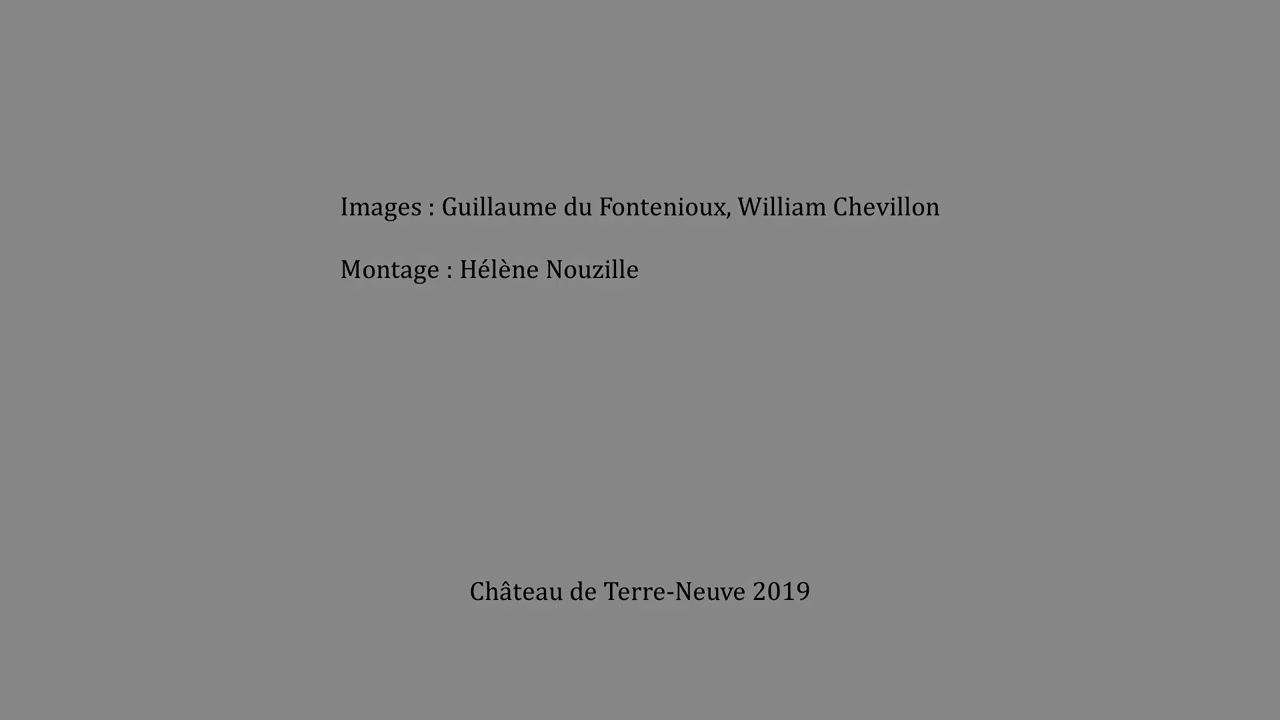 Images : Guillaume du Fontenioux, William Chevillon
Montage : Hélène Nouzille
Château de Terre-Neuve 2019